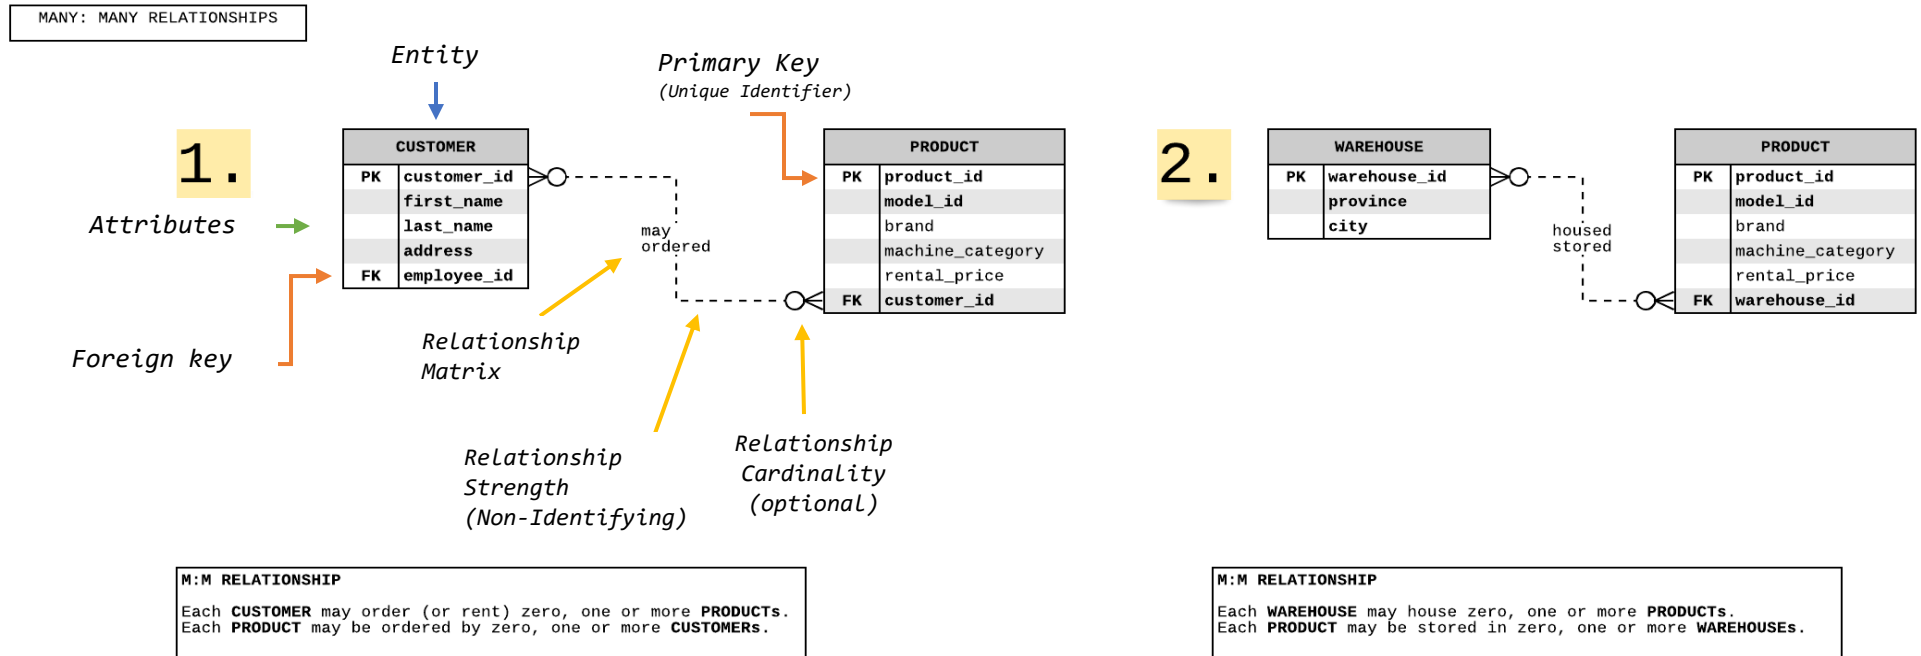 MANY: MANY RELATIONSHIPS
Entity
Primary Key
(Unique Identifier)
1.
Attributes
Foreign key
CUSTOMER
PK customer_id
first_name
last_name
address
FK employee_id
may
ordered
PRODUCT
PK product_id
model_id
brand
machine_category
rental_price
FK customer_id
Relationship
Matrix
Relationship
Strength
(Non-Identifying)
Relationship
Cardinality
(optional)
M:M RELATIONSHIP
Each CUSTOMER may order (or rent) zero, one or more PRODUCTs.
Each PRODUCT may be ordered by zero, one or more CUSTOMERs.
2.
WAREHOUSE
PK warehouse_id
province
city
housed
stored
PRODUCT
PK product_id
model_id
brand
machine_category
rental_price
FK warehouse_id
M:M RELATIONSHIP
Each WAREHOUSE may house zero, one or more PRODUCTs.
Each PRODUCT may be stored in zero, one or more WAREHOUSEs.